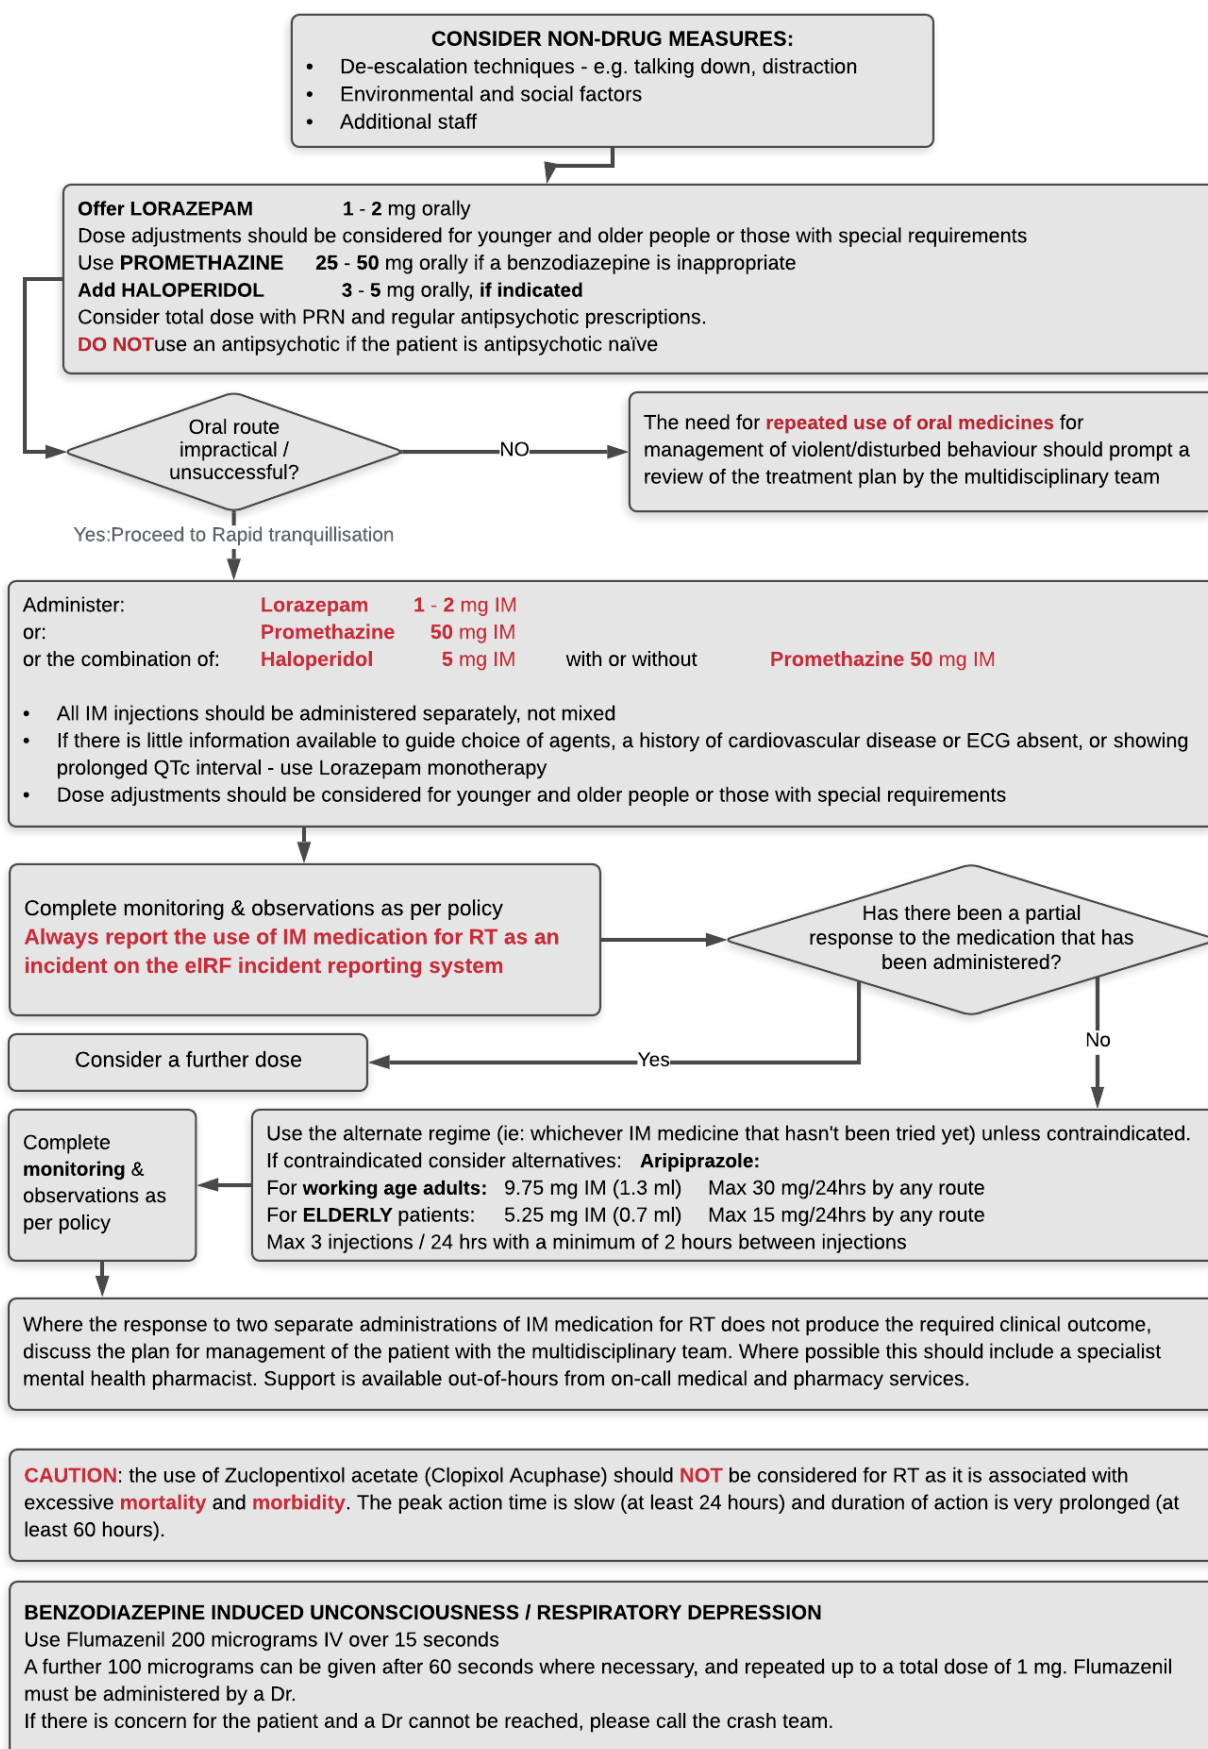 CONSIDER NON-DRUG MEASURES:
• De-escalation techniques - e.g. talking down, distraction
• Environmental and social factors
• Additional staff
Offer LORAZEPAM 1 - 2 mg orally
Dose adjustments should be considered for younger and older people or those with special requirements
Use PROMETHAZINE 25 - 50 mg orally if a benzodiazepine is inappropriate
Add HALOPERIDOL 3 - 5 mg orally, if indicated
Consider total dose with PRN and regular antipsychotic prescriptions.
DO NOTuse an antipsychotic if the patient is antipsychotic naïve
Oral route
impractical /
unsuccessful?
NO
The need for repeated use of oral medicines for
management of violent/disturbed behaviour should prompt a
review of the treatment plan by the multidisciplinary team
Yes:Proceed to Rapid tranquillisation
Administer: Lorazepam 1 - 2 mg IM
or: Promethazine 50 mg IM
or the combination of: Haloperidol 5 mg IM with or without Promethazine 50 mg IM
• All IM injections should be administered separately, not mixed
• If there is little information available to guide choice of agents, a history of cardiovascular disease or ECG absent, or showing
prolonged QTc interval - use Lorazepam monotherapy
• Dose adjustments should be considered for younger and older people or those with special requirements
Complete monitoring & observations as per policy
Always report the use of IM medication for RT as an
incident on the eIRF incident reporting system
Has there been a partial
response to the medication that has
been administered?
Yes
No
Consider a further dose
Use the alternate regime (ie: whichever IM medicine that hasn't been tried yet) unless contraindicated.
If contraindicated consider alternatives: Aripiprazole:
For working age adults: 9.75 mg IM (1.3 ml) Max 30 mg/24hrs by any route
For ELDERLY patients: 5.25 mg IM (0.7 ml) Max 15 mg/24hrs by any route
Max 3 injections / 24 hrs with a minimum of 2 hours between injections
Complete
monitoring &
observations as
per policy
Where the response to two separate administrations of IM medication for RT does not produce the required clinical outcome,
discuss the plan for management of the patient with the multidisciplinary team. Where possible this should include a specialist
mental health pharmacist. Support is available out-of-hours from on-call medical and pharmacy services.
CAUTION: the use of Zuclopentixol acetate (Clopixol Acuphase) should NOT be considered for RT as it is associated with
excessive mortality and morbidity. The peak action time is slow (at least 24 hours) and duration of action is very prolonged (at
least 60 hours).
BENZODIAZEPINE INDUCED UNCONSCIOUSNESS / RESPIRATORY DEPRESSION
Use Flumazenil 200 micrograms IV over 15 seconds
A further 100 micrograms can be given after 60 seconds where necessary, and repeated up to a total dose of 1 mg. Flumazenil
must be administered by a Dr.
If there is concern for the patient and a Dr cannot be reached, please call the crash team.